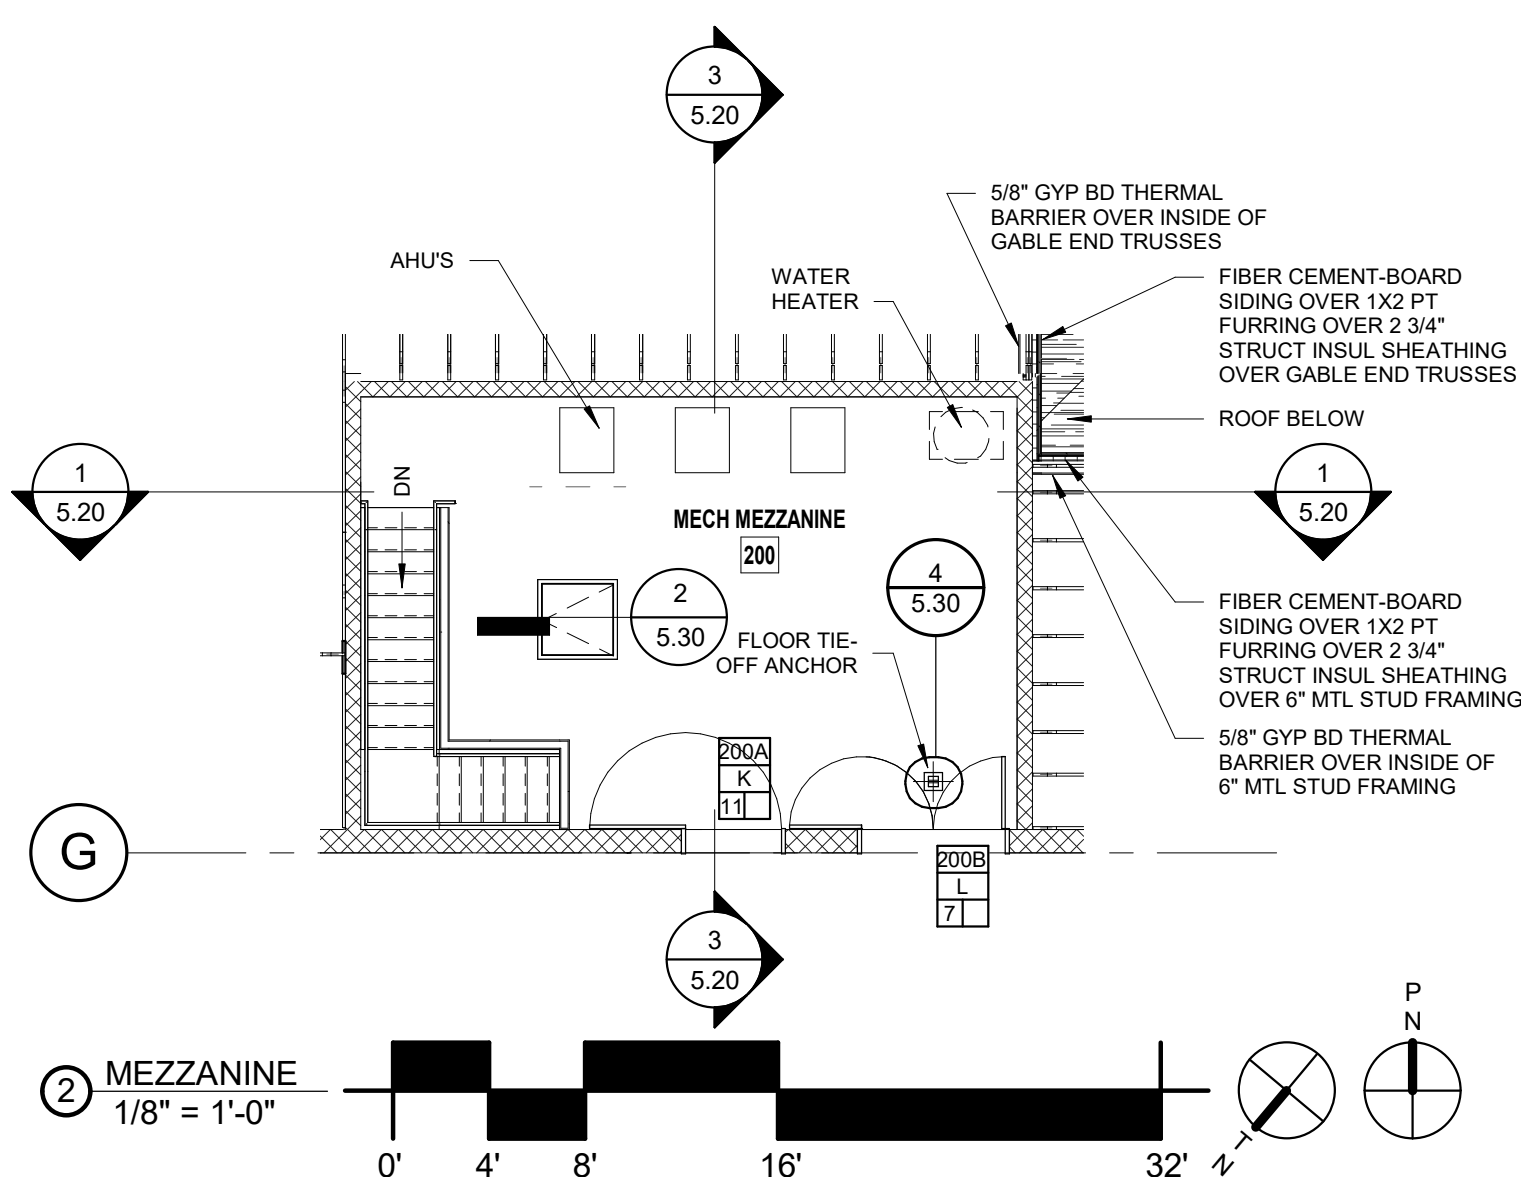 3
5.20
5/8" GYP BD THERMAL
BARRIER OVER INSIDE OF
GABLE END TRUSSES
AHU'S
WATER
HEATER
FIBER CEMENT-BOARD
SIDING OVER 1X2 PT
FURRING OVER 2 3/4"
STRUCT INSUL SHEATHING
OVER GABLE END TRUSSES
ROOF BELOW
1
5.20
DN
1
5.20
MECH MEZZANINE
200
4
5.30
2
5.30
FLOOR TIE-
OFF ANCHOR
FIBER CEMENT-BOARD
SIDING OVER 1X2 PT
FURRING OVER 2 3/4"
STRUCT INSUL SHEATHING
OVER 6" MTL STUD FRAMING
5/8" GYP BD THERMAL
BARRIER OVER INSIDE OF
6" MTL STUD FRAMING
200A
K
11
G
200B
L
7
3
5.20
P
N
2
MEZZANINE
1/8" = 1'-0"
0'
4'
8'
16'
32'
T
N